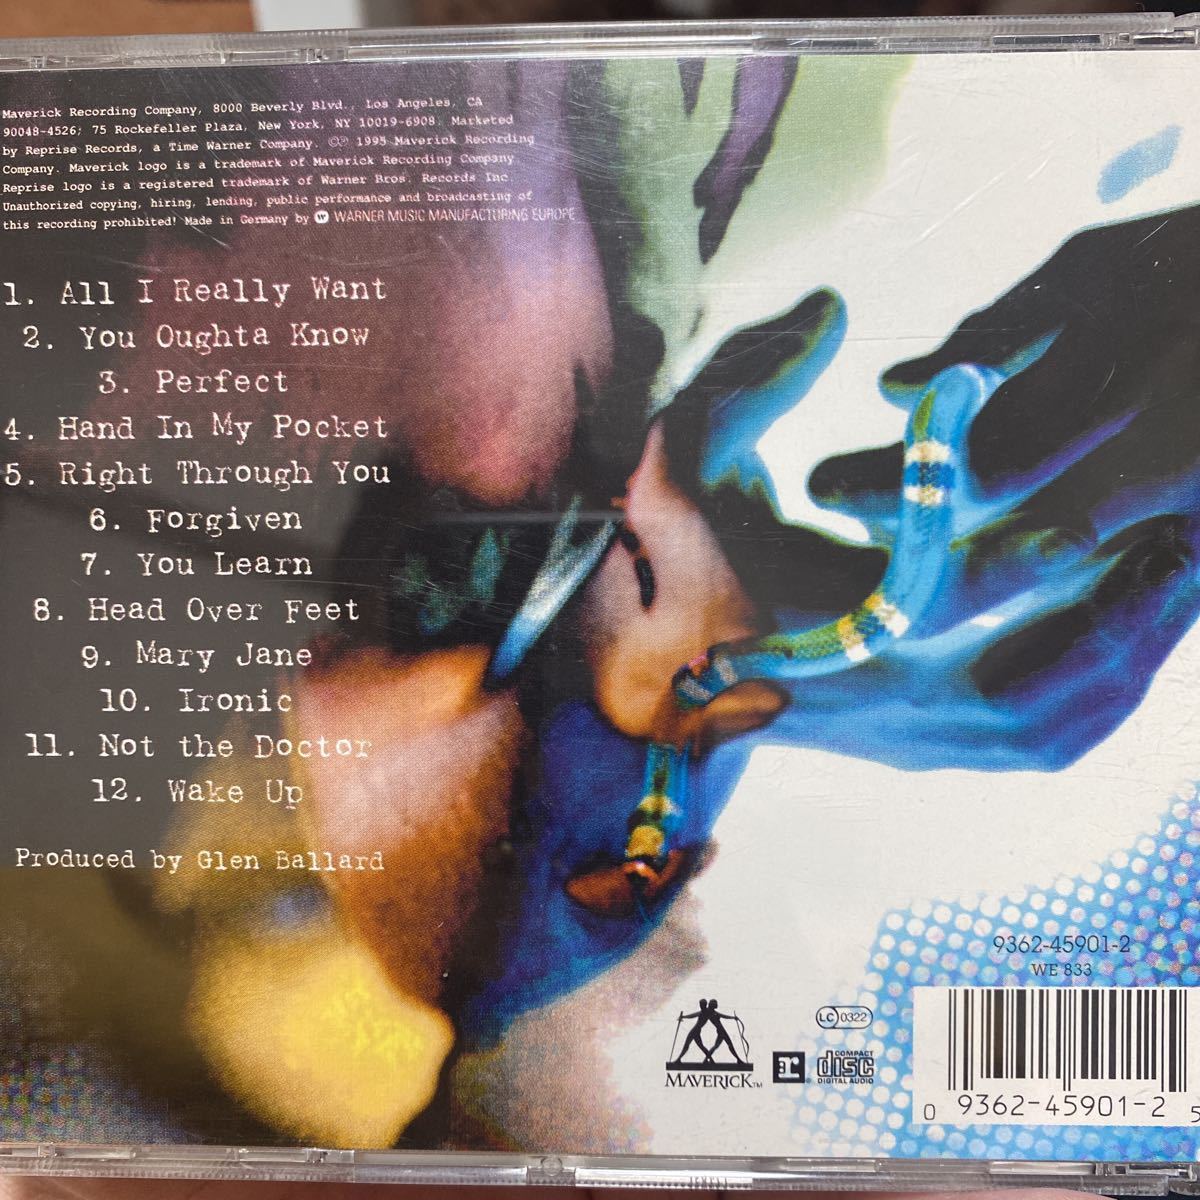 Maverick Recording Company, 8000 Beverly Blvd., Los Angeles, CA
90048-4526; 75 Rockefeller Plaza, New York, NY 10019-6908. Marketed
by Reprise Records, a Time Warner Company. ©℗ 1995 Maverick Recording
Company. Maverick logo is a trademark of Maverick Recording Company
Reprise logo is a registered trademark of Warner Bros. Records Inc.
Unauthorized copying, hiring, lending, public performance and broadcasting of
this recording prohibited! Made in Germany by W WARNER MUSIC MANUFACTURING EUROPE
1. All I Really Want
2. You Oughta Know
3. Perfect
4. Hand In My Pocket
5. Right Through You
6. Forgiven
7. You Learn
8. Head Over Feet
9. Mary Jane
10. Ironic
11. Not the Doctor
12. Wake Up
Produced by Glen Ballard
9362-45901-2
WE 833
LC 0322
MAVERICK™
r
COMPACT
disc
DIGITAL AUDIO
0 9362-45901-2 5